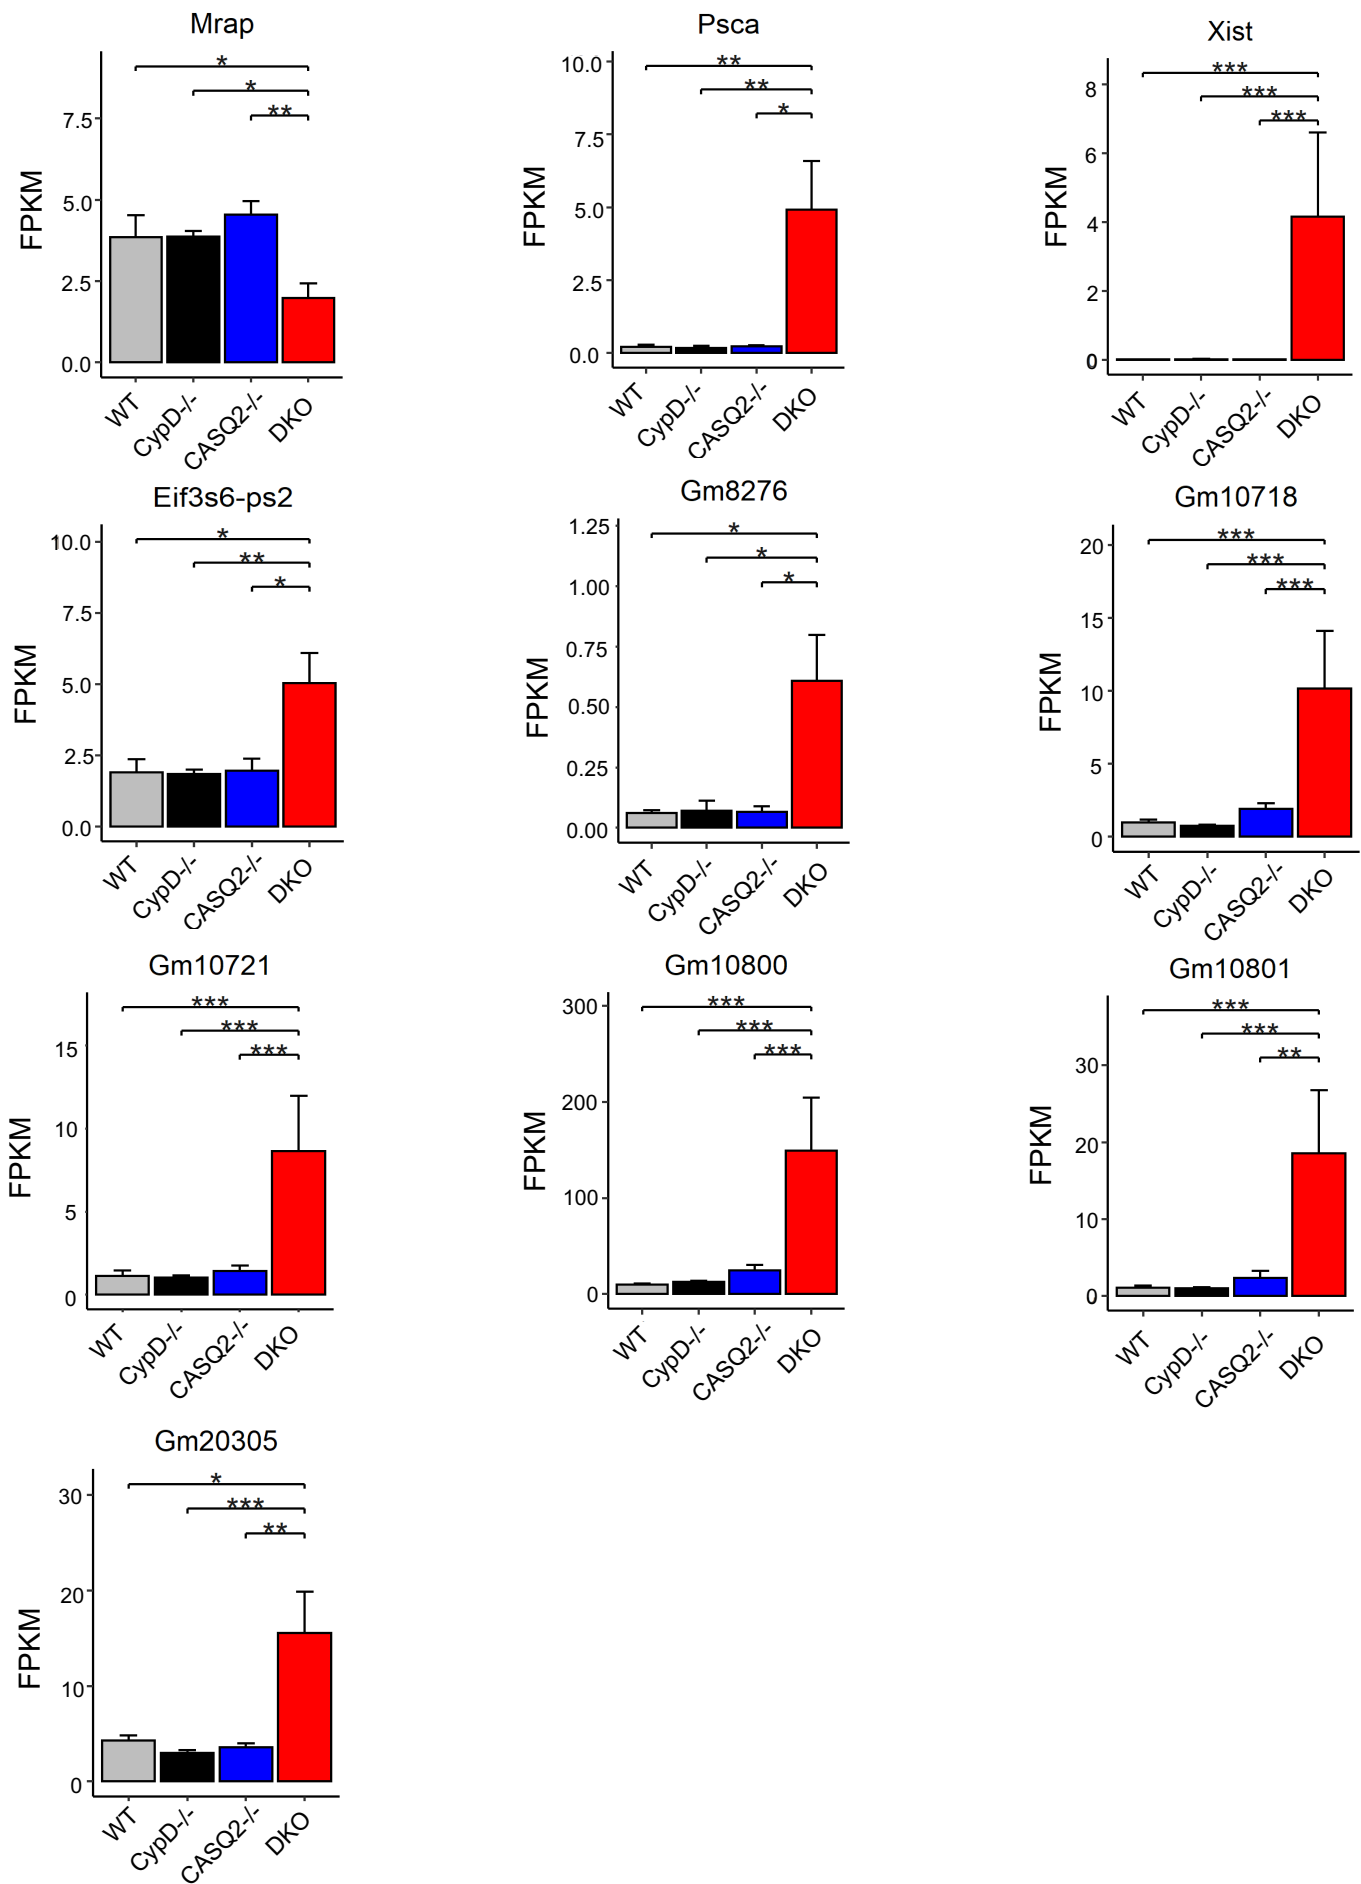 Mrap
*
*
**
7.5
5.0
2.5
0.0
FPKM
WT
CypD-/-
CASQ2-/-
DKO
Psca
**
**
*
10.0
7.5
5.0
2.5
0.0
FPKM
WT
CypD-/-
CASQ2-/-
DKO
Xist
***
***
***
8
6
4
2
0
FPKM
WT
CypD-/-
CASQ2-/-
DKO
Eif3s6-ps2
*
**
*
10.0
7.5
5.0
2.5
0.0
FPKM
WT
CypD-/-
CASQ2-/-
DKO
Gm8276
*
*
*
1.25
1.00
0.75
0.50
0.25
0.00
FPKM
WT
CypD-/-
CASQ2-/-
DKO
Gm10718
***
***
***
20
15
10
5
0
FPKM
WT
CypD-/-
CASQ2-/-
DKO
Gm10721
***
***
***
15
10
5
0
FPKM
WT
CypD-/-
CASQ2-/-
DKO
Gm10800
***
***
***
300
200
100
0
FPKM
WT
CypD-/-
CASQ2-/-
DKO
Gm10801
***
***
**
30
20
10
0
FPKM
WT
CypD-/-
CASQ2-/-
DKO
Gm20305
*
***
**
30
20
10
0
FPKM
WT
CypD-/-
CASQ2-/-
DKO